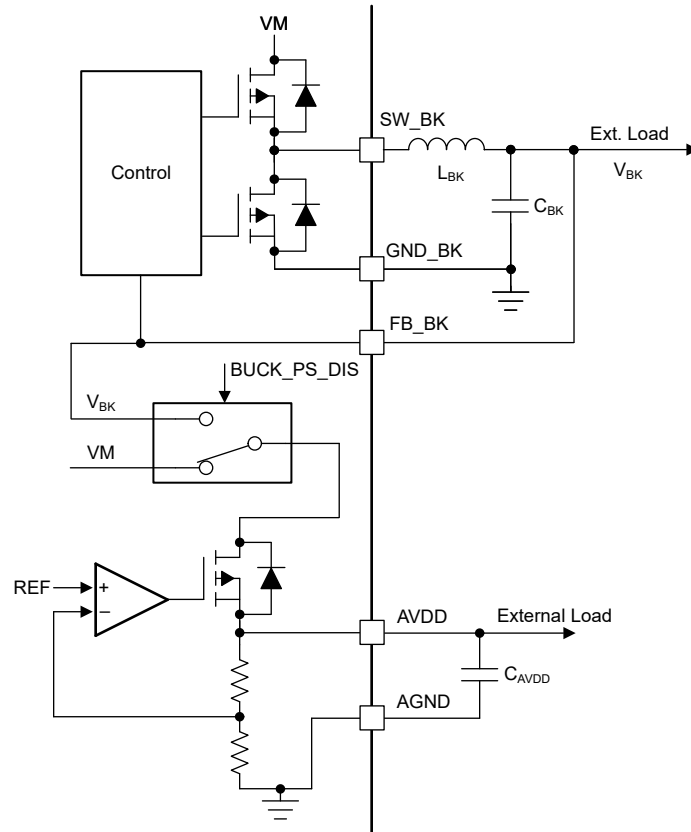 VM
SW_BK
Ext. Load
Control
L_BK
V_BK
C_BK
GND_BK
FB_BK
BUCK_PS_DIS
V_BK
VM
REF
+
–
AVDD
External Load
C_AVDD
AGND